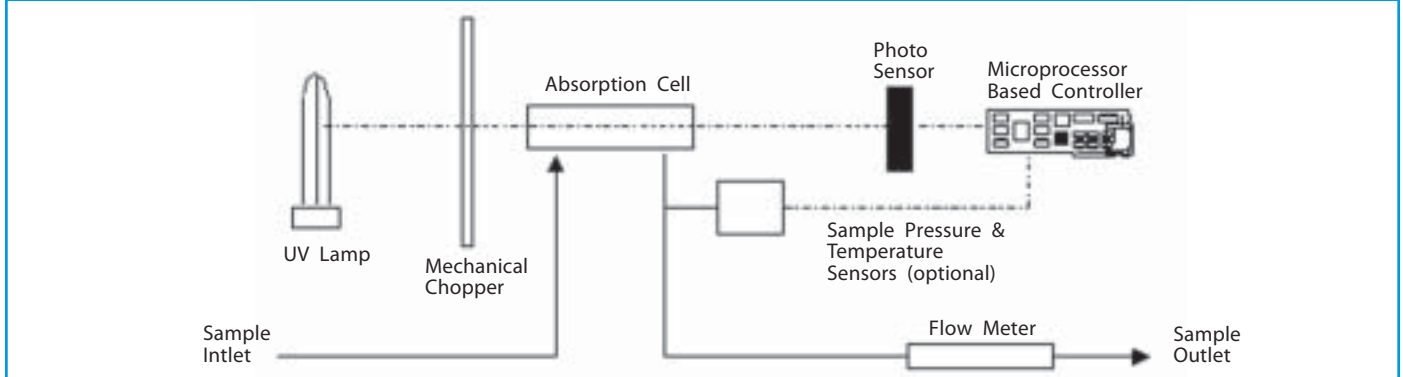 Photo
Sensor
Microprocessor
Based Controller
Absorption Cell
UV Lamp
Mechanical
Chopper
Sample Pressure &
Temperature
Sensors (optional)
Flow Meter
Sample
Intlet
Sample
Outlet